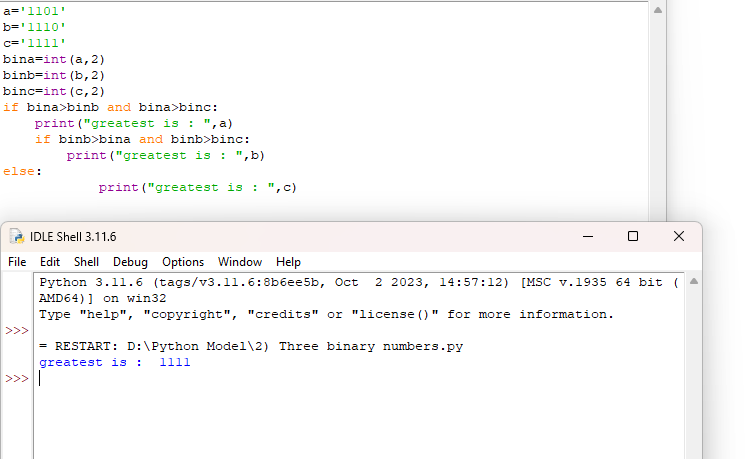 a='1101'
b='1110'
c='1111'
bina=int(a,2)
binb=int(b,2)
binc=int(c,2)
if bina>binb and bina>binc:
    print("greatest is : ",a)
    if binb>bina and binb>binc:
        print("greatest is : ",b)
else:
            print("greatest is : ",c)
IDLE Shell 3.11.6
File Edit Shell Debug Options Window Help
Python 3.11.6 (tags/v3.11.6:8b6ee5b, Oct  2 2023, 14:57:12) [MSC v.1935 64 bit (
AMD64)] on win32
Type "help", "copyright", "credits" or "license()" for more information.
>>>
= RESTART: D:\Python Model\2) Three binary numbers.py
greatest is :  1111
>>>